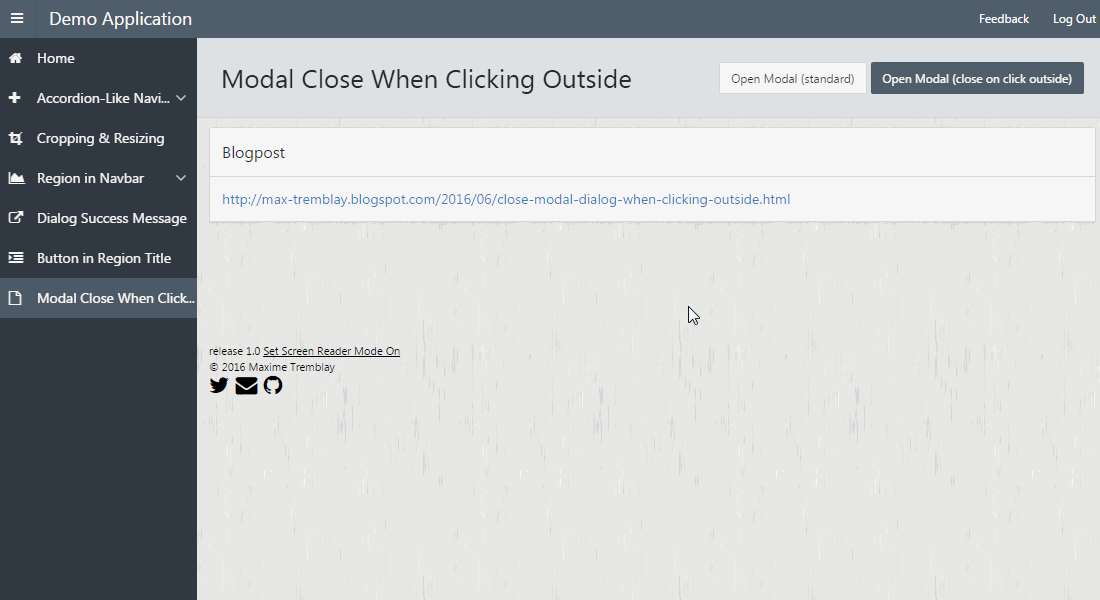 Demo Application
Feedback
Log Out
Home
Accordion-Like Navi...
Cropping & Resizing
Region in Navbar
Dialog Success Message
Button in Region Title
Modal Close When Click...
Modal Close When Clicking Outside
Open Modal (standard)
Open Modal (close on click outside)
Blogpost
http://max-tremblay.blogspot.com/2016/06/close-modal-dialog-when-clicking-outside.html
release 1.0 Set Screen Reader Mode On
© 2016 Maxime Tremblay